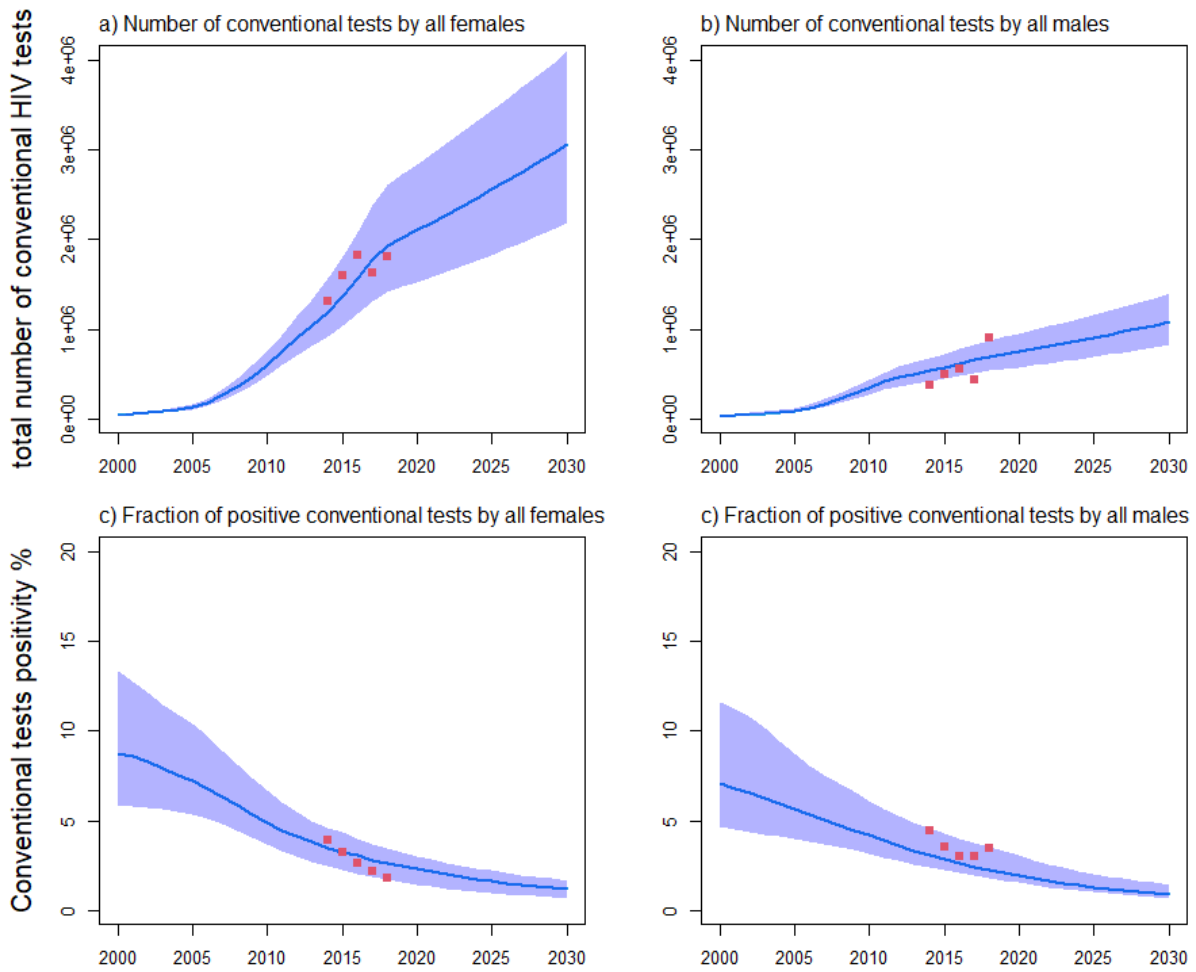 a) Number of conventional tests by all females
b) Number of conventional tests by all males
total number of conventional HIV tests
4e+06
3e+06
2e+06
1e+06
0e+00
4e+06
3e+06
2e+06
1e+06
0e+00
2000 2005 2010 2015 2020 2025 2030
2000 2005 2010 2015 2020 2025 2030
c) Fraction of positive conventional tests by all females
c) Fraction of positive conventional tests by all males
Conventional tests positivity %
20
15
10
5
0
20
15
10
5
0
2000 2005 2010 2015 2020 2025 2030
2000 2005 2010 2015 2020 2025 2030